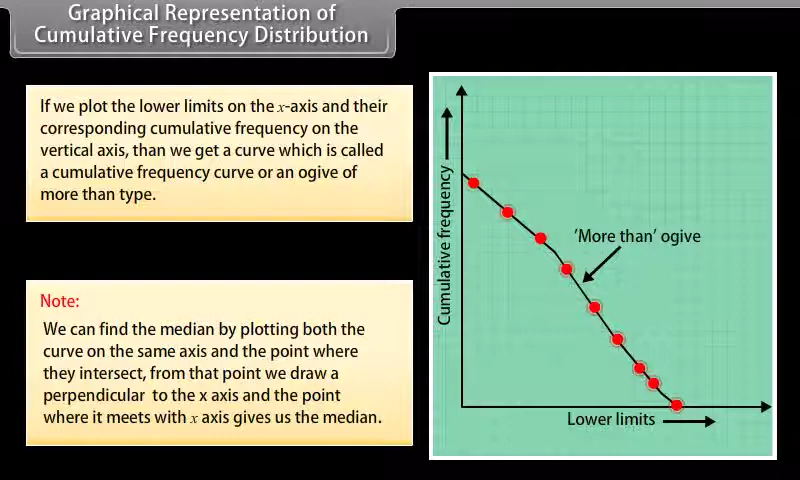 Graphical Representation of
Cumulative Frequency Distribution
If we plot the lower limits on the x-axis and their
corresponding cumulative frequency on the
vertical axis, than we get a curve which is called
a cumulative frequency curve or an ogive of
more than type.
Note:
We can find the median by plotting both the
curve on the same axis and the point where
they intersect, from that point we draw a
perpendicular to the x axis and the point
where it meets with x axis gives us the median.
Cumulative frequency
'More than' ogive
Lower limits